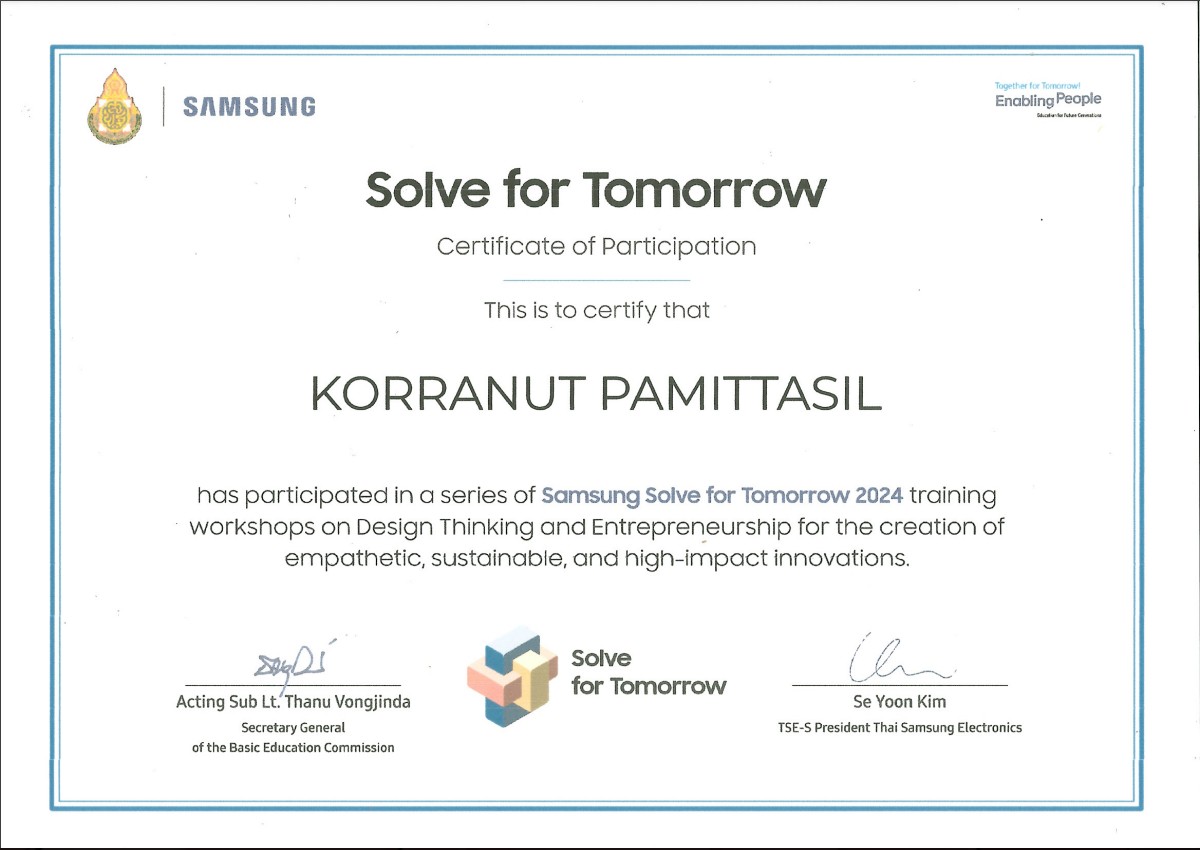 SAMSUNG
Together for Tomorrow!
Enabling People
Education for Future Generations
Solve for Tomorrow
Certificate of Participation
This is to certify that
KORRANUT PAMITTASIL
has participated in a series of Samsung Solve for Tomorrow 2024 training
workshops on Design Thinking and Entrepreneurship for the creation of
empathetic, sustainable, and high-impact innovations.
Acting Sub Lt. Thanu Vongjinda
Secretary General
of the Basic Education Commission
Solve
for Tomorrow
Se Yoon Kim
TSE-S President Thai Samsung Electronics